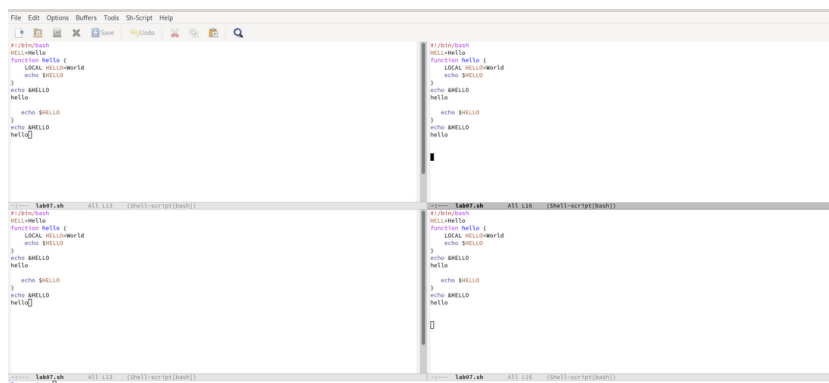 File Edit Options Buffers Tools Sh-Script Help
Save Undo
#!/bin/bash
HELL=Hello
function hello {
    LOCAL HELLO=World
    echo $HELLO
}
echo &HELLO
hello

   echo $HELLO
}
echo &HELLO
hello
-:--- lab07.sh All L13 (Shell-script[bash])
#!/bin/bash
HELL=Hello
function hello {
    LOCAL HELLO=World
    echo $HELLO
}
echo &HELLO
hello

   echo $HELLO
}
echo &HELLO
hello
-:--- lab07.sh All L16 (Shell-script[bash])
#!/bin/bash
HELL=Hello
function hello {
    LOCAL HELLO=World
    echo $HELLO
}
echo &HELLO
hello

   echo $HELLO
}
echo &HELLO
hello
-:--- lab07.sh All L13 (Shell-script[bash])
#!/bin/bash
HELL=Hello
function hello {
    LOCAL HELLO=World
    echo $HELLO
}
echo &HELLO
hello

   echo $HELLO
}
echo &HELLO
hello
-:--- lab07.sh All L16 (Shell-script[bash])